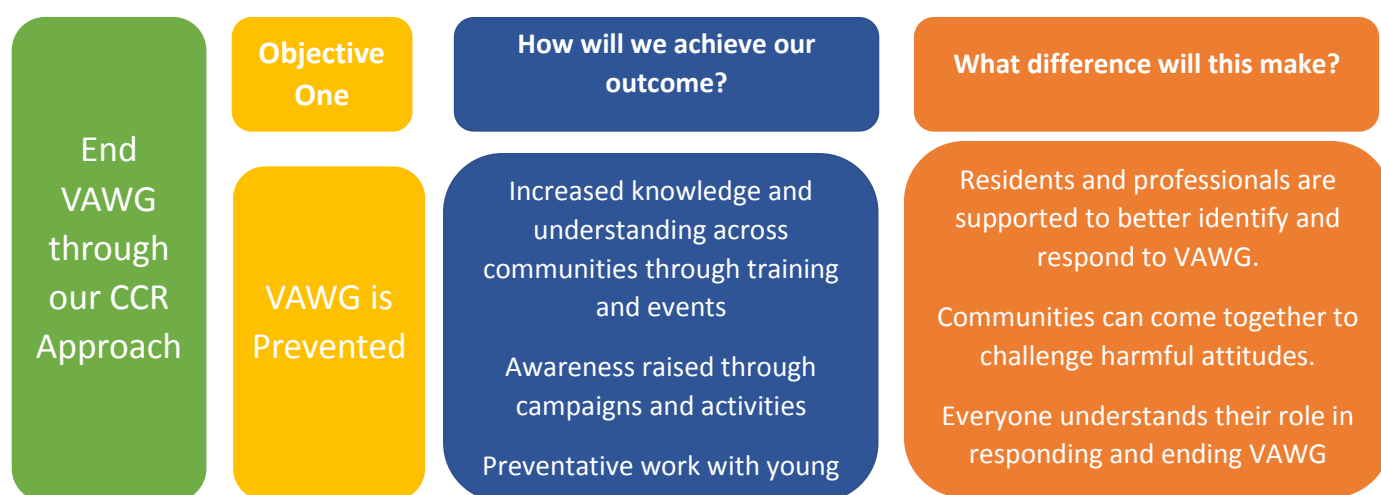 End
VAWG
through
our CCR
Approach
Objective
One
VAWG is
Prevented
How will we achieve our
outcome?
Increased knowledge and
understanding across
communities through training
and events
Awareness raised through
campaigns and activities
Preventative work with young
What difference will this make?
Residents and professionals are
supported to better identify and
respond to VAWG.
Communities can come together to
challenge harmful attitudes.
Everyone understands their role in
responding and ending VAWG